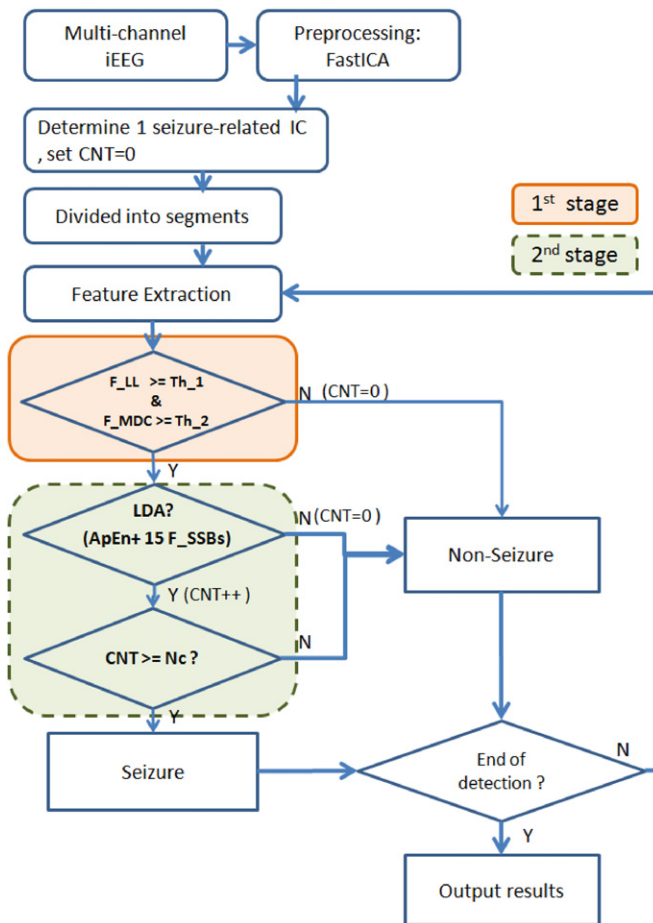 Multi-channel
iEEG
Preprocessing:
FastICA
Determine 1 seizure-related IC
, set CNT=0
Divided into segments
1st stage
2nd stage
Feature Extraction
F_LL >= Th_1
&
F_MDC >= Th_2
N (CNT=0)
Y
LDA?
(ApEn+ 15 F_SSBs)
N
(CNT=0 )
Non-Seizure
Y (CNT++ )
CNT >= Nc ?
N
Y
Seizure
End of
detection ?
N
Y
Output results